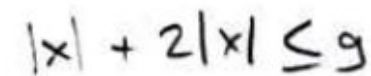 |x| + 2|x| ≤ 9